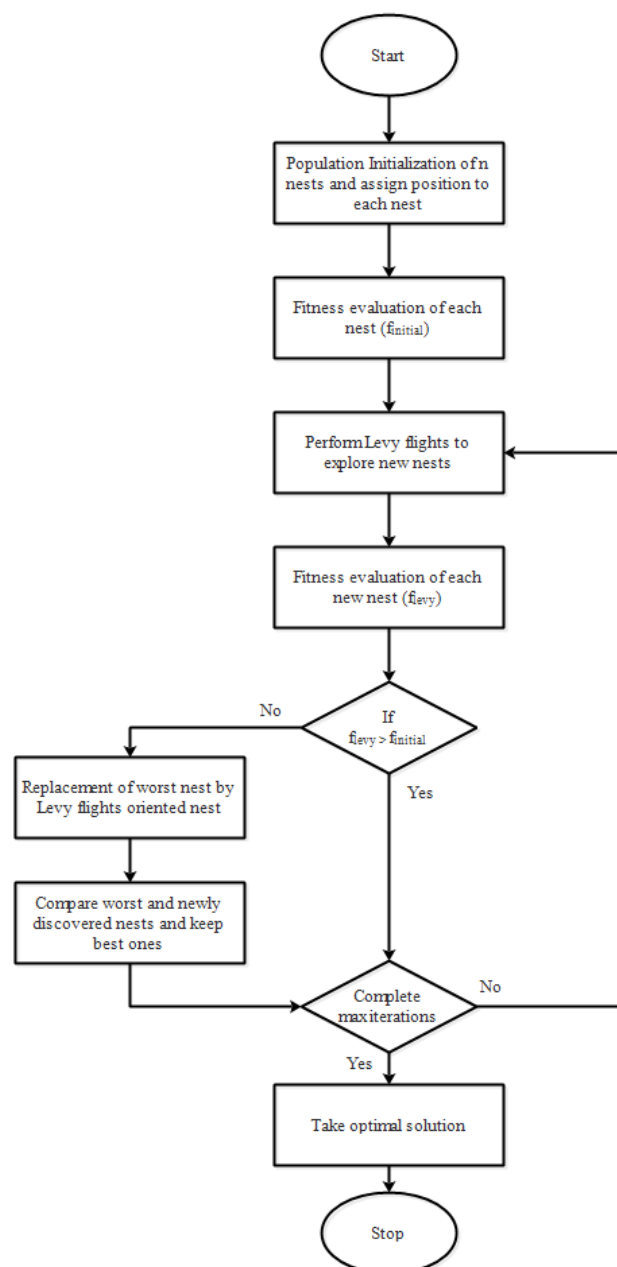 Start
Population Initialization of n
nests and assign position to
each nest
Fitness evaluation of each
nest (finitial)
Perform Levy flights to
explore new nests
Fitness evaluation of each
new nest (flevy)
If
flevy > finitial
No
Yes
Replacement of worst nest by
Levy flights oriented nest
Compare worst and newly
discovered nests and keep
best ones
Complete
max iterations
No
Yes
Take optimal solution
Stop